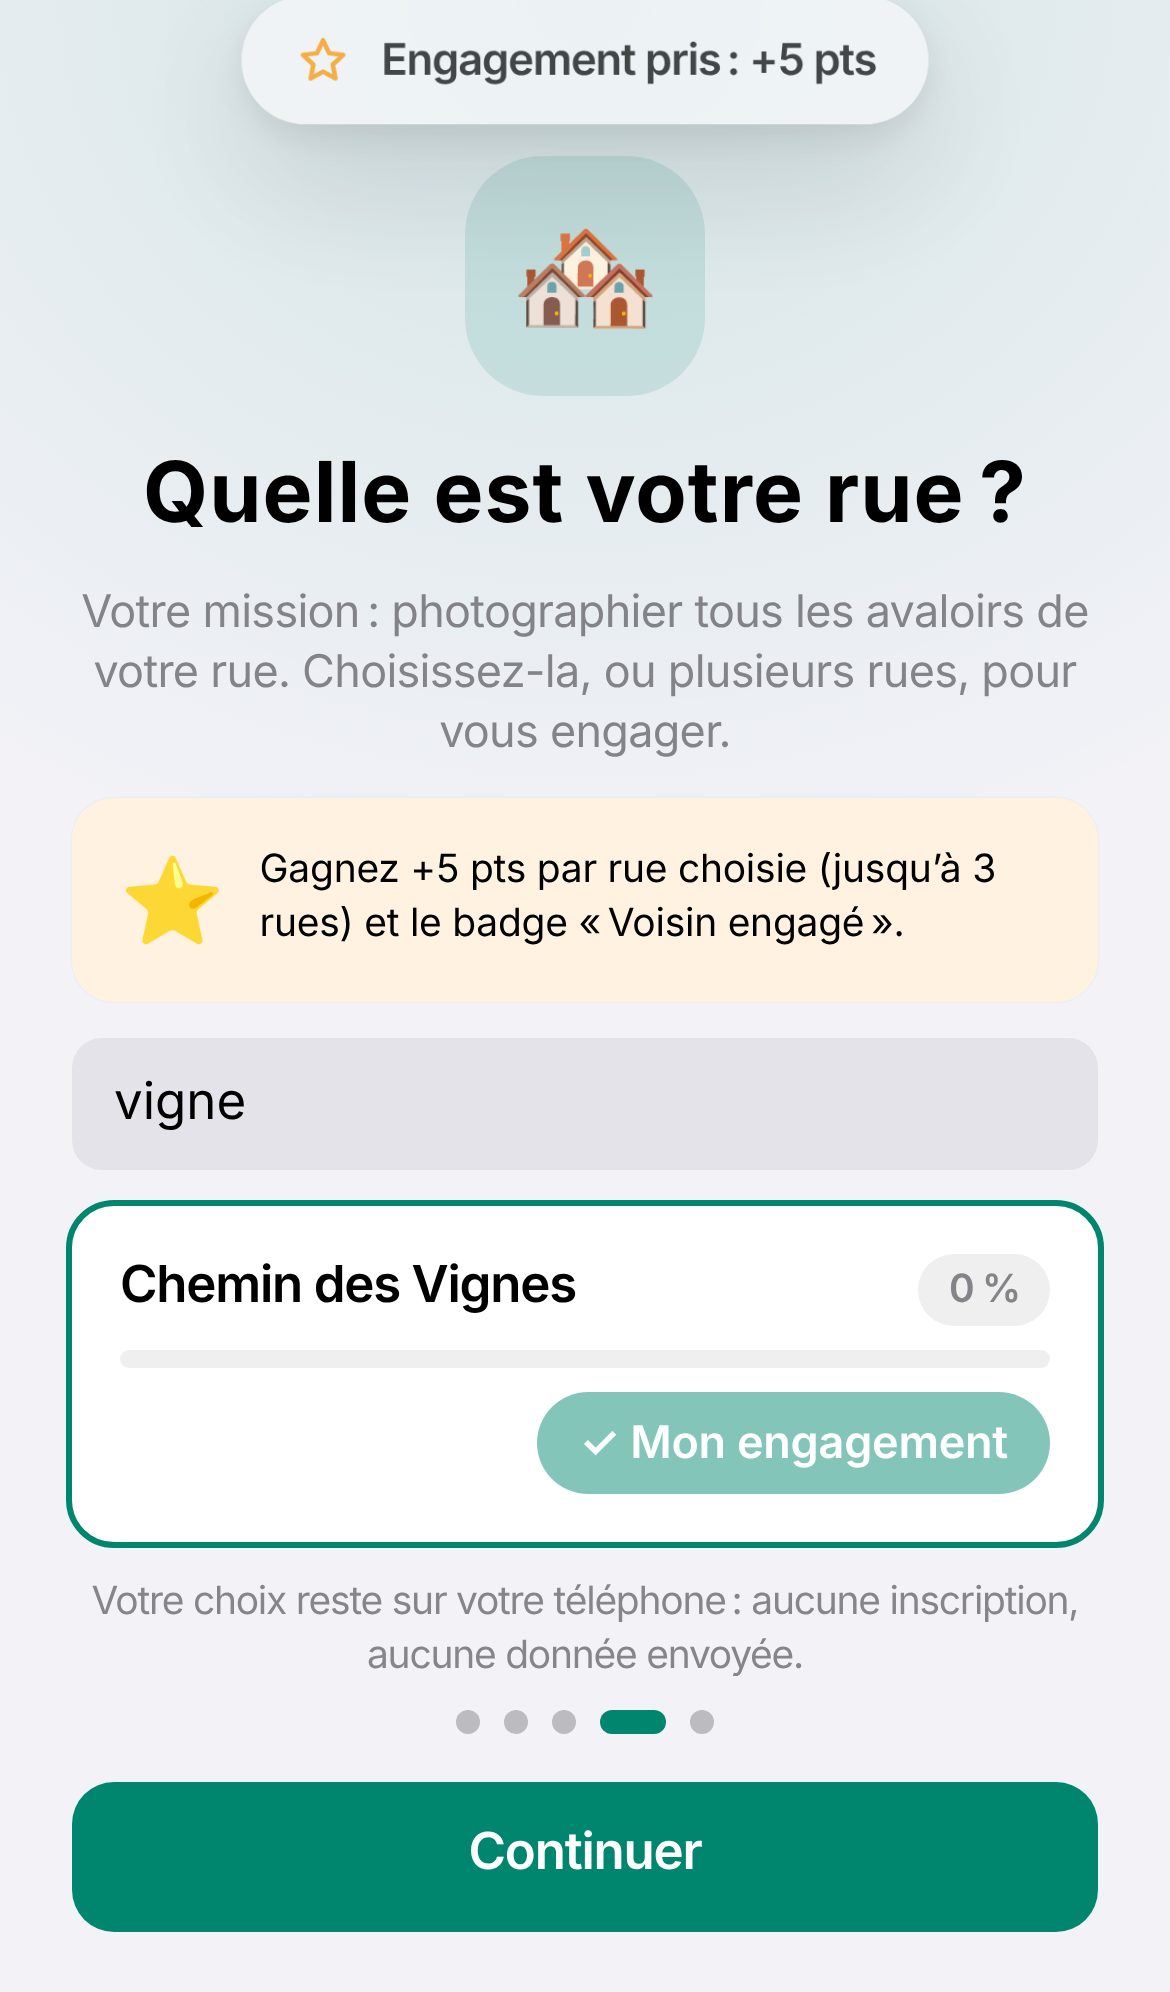 Engagement pris : +5 pts
Quelle est votre rue ?
Votre mission : photographier tous les avaloirs de
votre rue. Choisissez-la, ou plusieurs rues, pour
vous engager.
Gagnez +5 pts par rue choisie (jusqu’à 3
rues) et le badge « Voisin engagé ».
vigne
Chemin des Vignes
0 %
✓ Mon engagement
Votre choix reste sur votre téléphone : aucune inscription,
aucune donnée envoyée.
Continuer